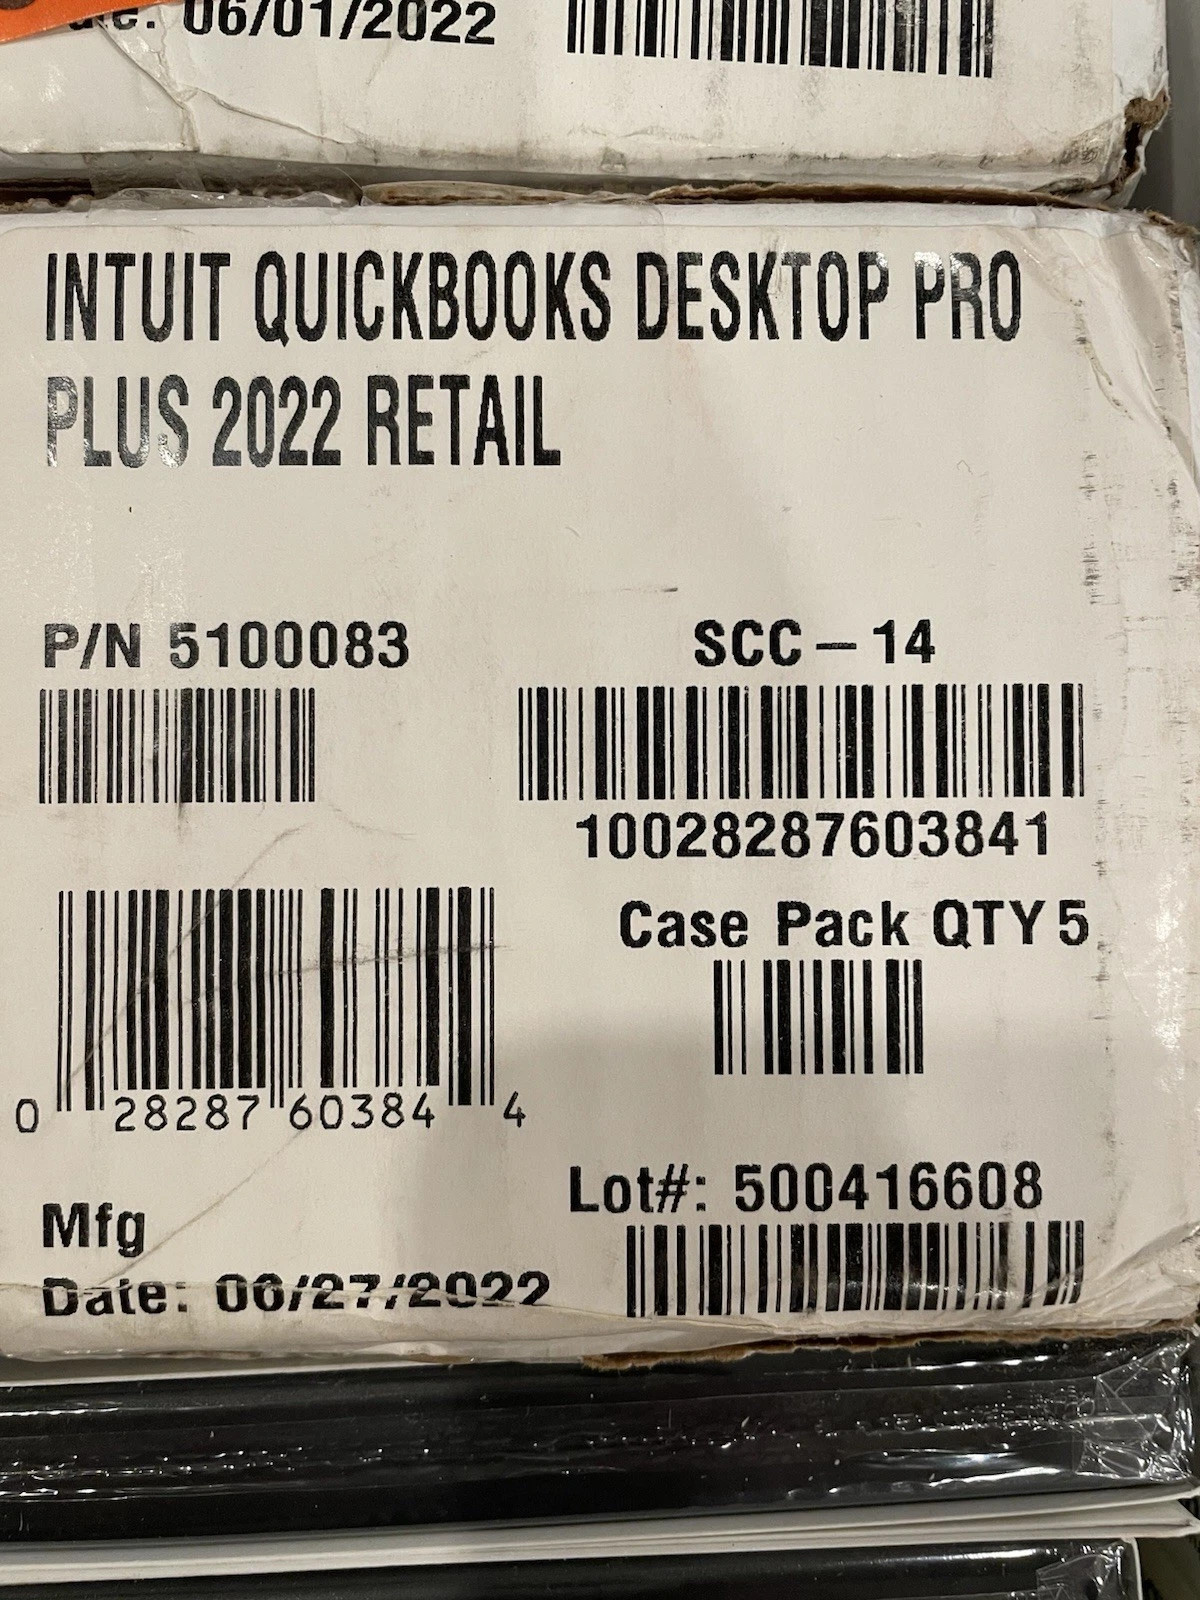 06/01/2022
INTUIT QUICKBOOKS DESKTOP PRO
PLUS 2022 RETAIL
P/N 5100083
SCC - 14
10028287603841
Case Pack QTY 5
0 28287 60384 4
Lot#: 500416608
Mfg
Date: 06/27/2022